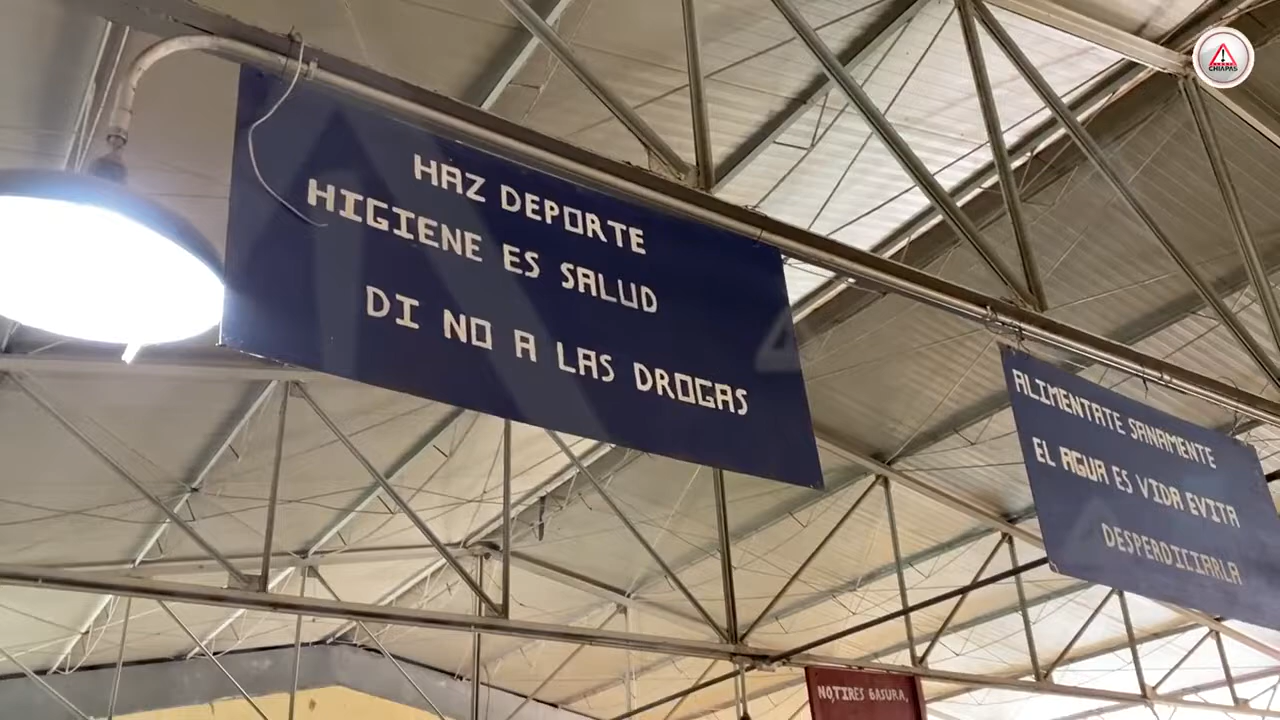 HAZ DEPORTE
HIGIENE ES SALUD
DI NO A LAS DROGAS
ALIMENTATE SANAMENTE
EL AGUA ES VIDA EVITA
DESPERDICIARLA
NO,TIRES BASURA,
CHIAPAS